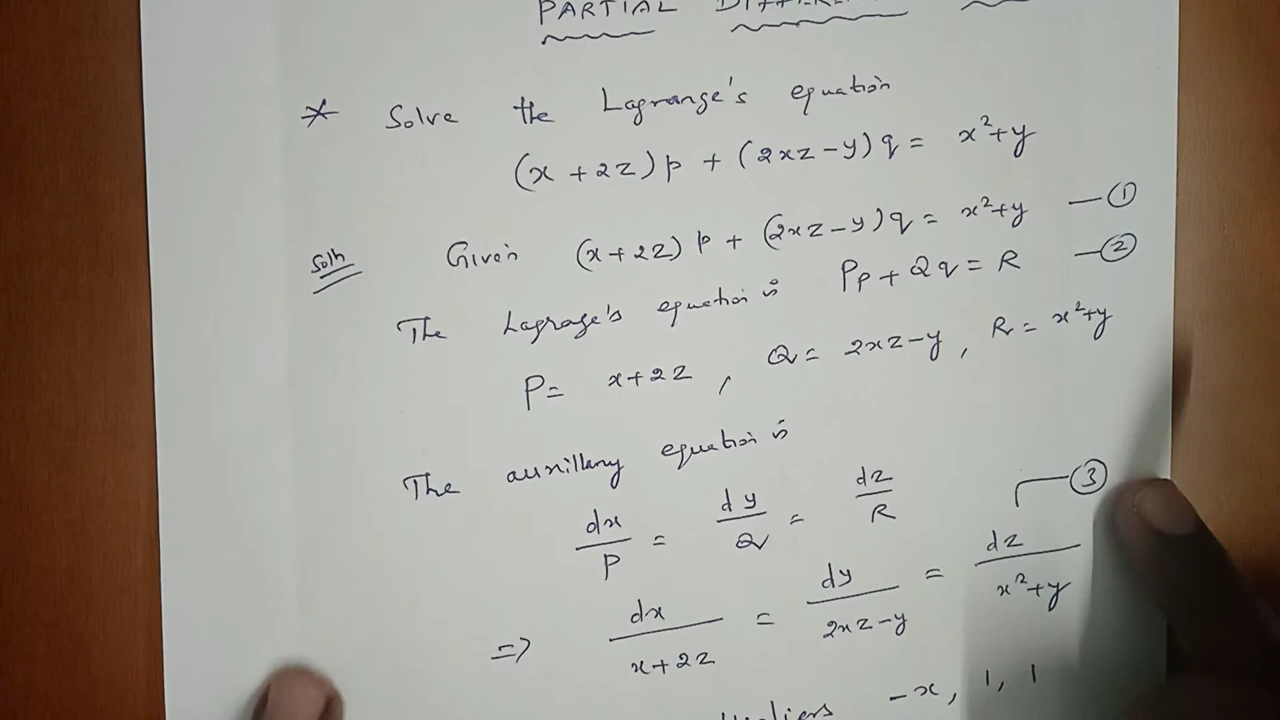 PARTIAL
* Solve the Lagrange's equation
(x + 2z) p + (2xz - y) q = x²+y
Soln Given (x+2z) p + (2xz - y) q = x²+y — ①
The Lagrage's equation is Pp + Qq = R — ②
P = x+2z , Q = 2xz-y , R = x²+y
The auxillary equation is
dx/P = dy/Q = dz/R
=> dx/(x+2z) = dy/(2xz-y) = dz/(x²+y) — ③
-x, 1, 1